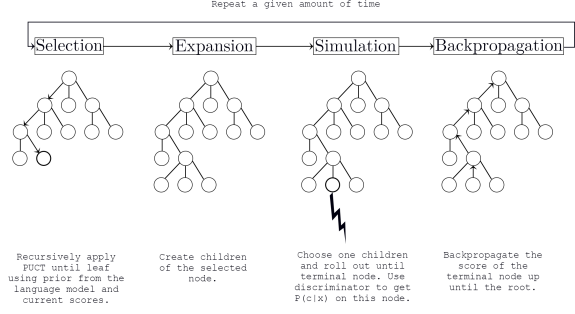 Repeat a given amount of time
Selection
Expansion
Simulation
Backpropagation
Recursively apply
PUCT until leaf
using prior from the
language model and
current scores.
Create children
of the selected
node.
Choose one children
and roll out until
terminal node. Use
discriminator to get
P(c|x) on this node.
Backpropagate the
score of the
terminal node up
until the root.